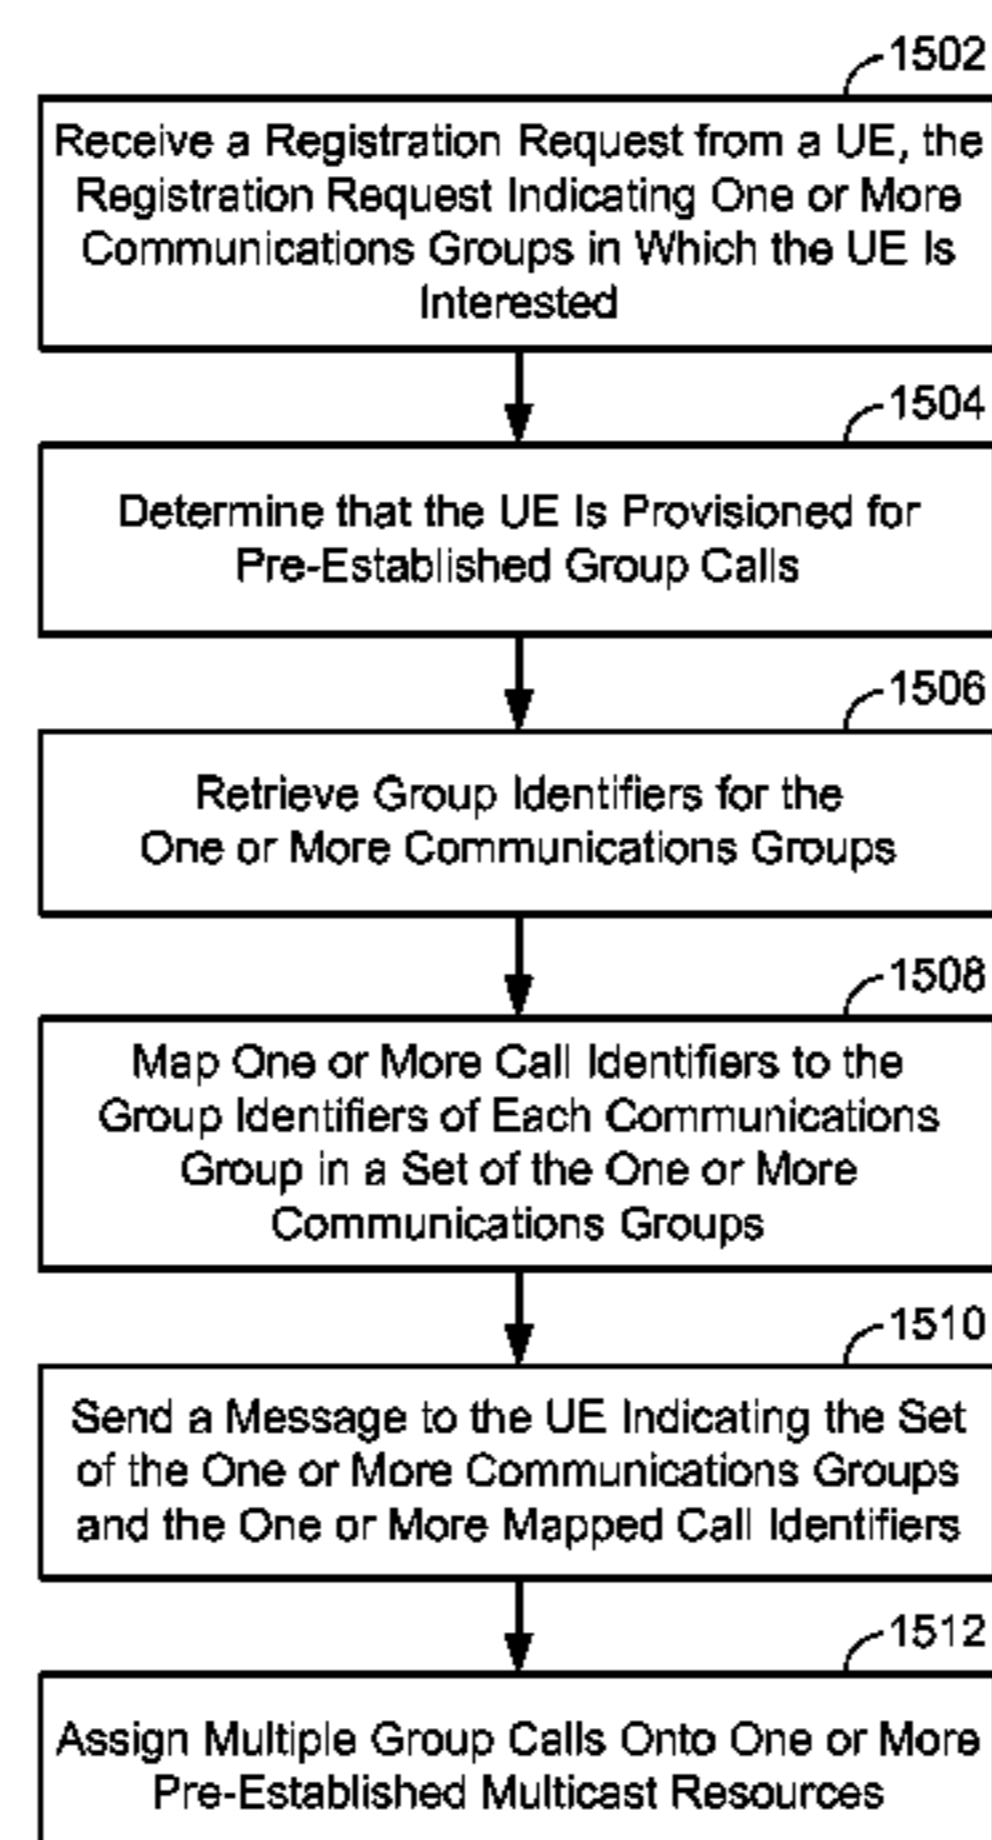 1502
Receive a Registration Request from a UE, the
Registration Request Indicating One or More
Communications Groups in Which the UE Is
Interested
1504
Determine that the UE Is Provisioned for
Pre-Established Group Calls
1506
Retrieve Group Identifiers for the
One or More Communications Groups
1508
Map One or More Call Identifiers to the
Group Identifiers of Each Communications
Group in a Set of the One or More
Communications Groups
1510
Send a Message to the UE Indicating the Set
of the One or More Communications Groups
and the One or More Mapped Call Identifiers
1512
Assign Multiple Group Calls Onto One or More
Pre-Established Multicast Resources